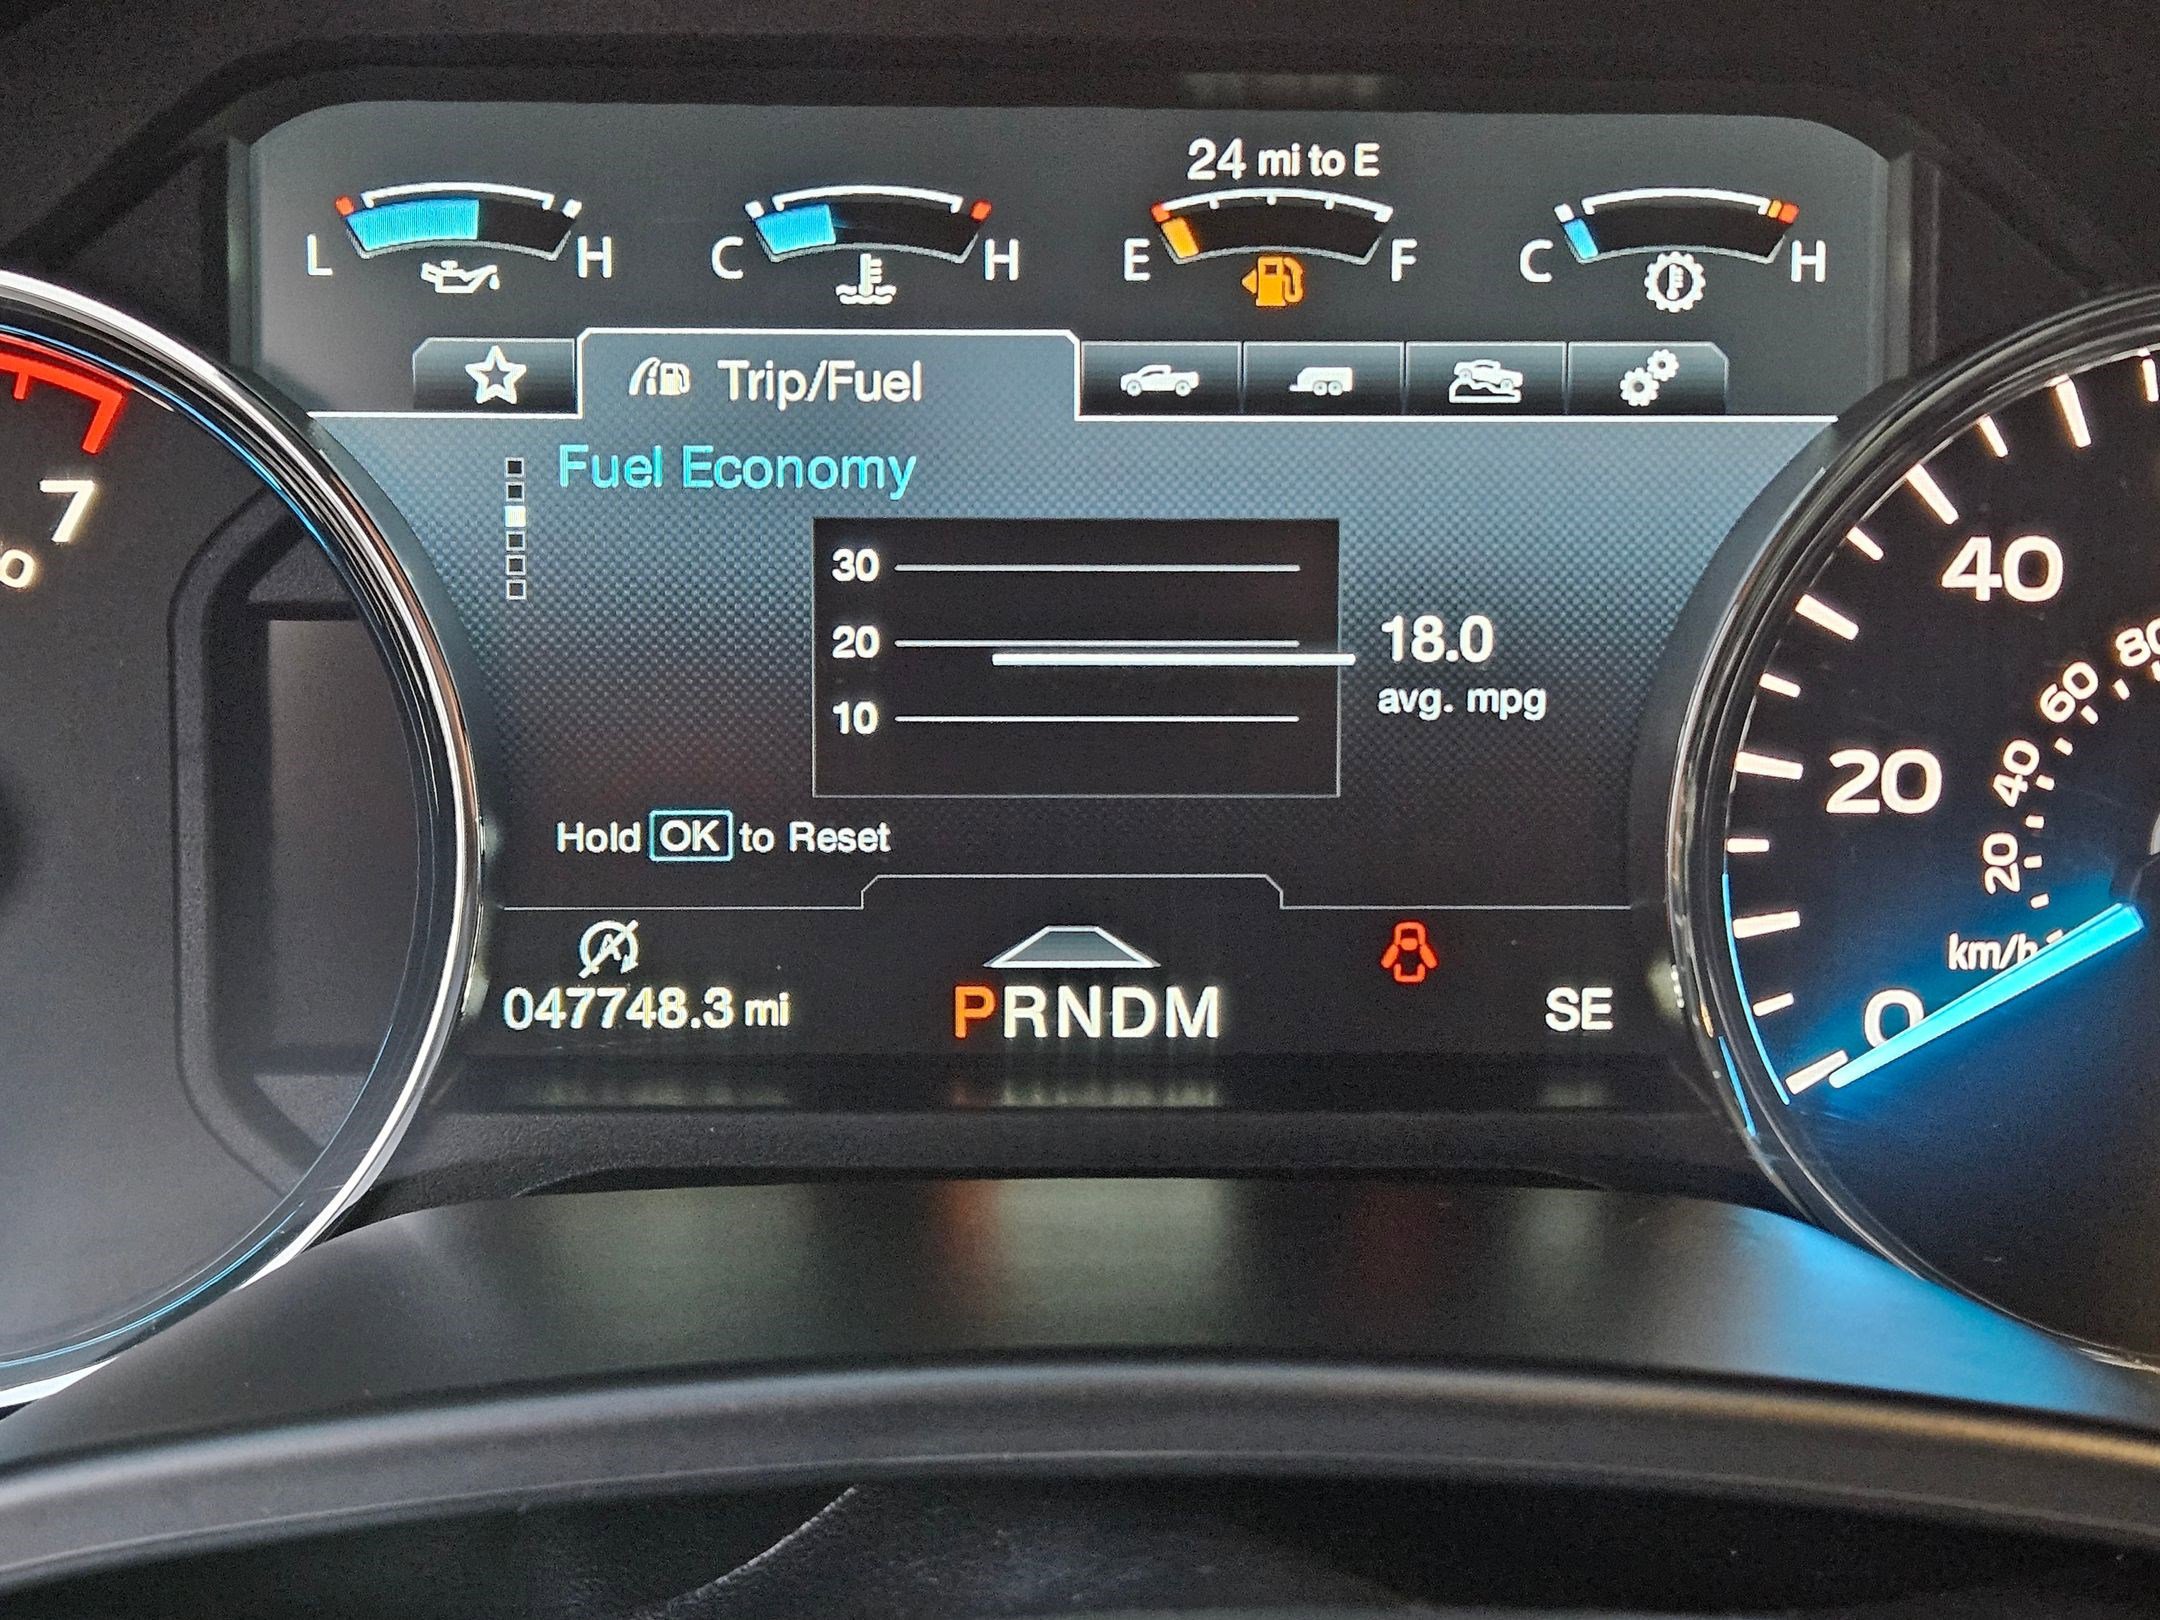 24 mi to E
L H C H E F C H
Trip/Fuel
Fuel Economy
30
20
10
18.0
avg. mpg
Hold OK to Reset
047748.3 mi
PRNDM
SE
7
0
40
20
0
80
60
40
20
km/h